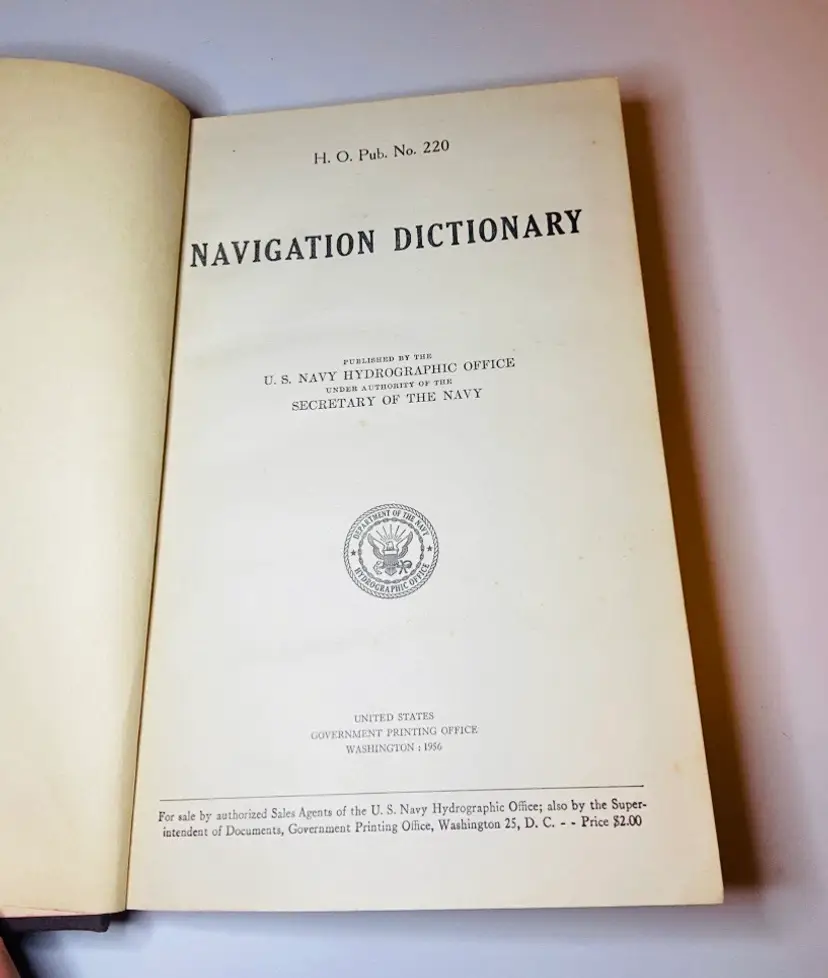 H. O. Pub. No. 220
NAVIGATION DICTIONARY
PUBLISHED BY THE
U. S. NAVY HYDROGRAPHIC OFFICE
UNDER AUTHORITY OF THE
SECRETARY OF THE NAVY
DEPARTMENT OF THE NAVY
HYDROGRAPHIC OFFICE
UNITED STATES
GOVERNMENT PRINTING OFFICE
WASHINGTON : 1956
For sale by authorized Sales Agents of the U. S. Navy Hydrographic Office; also by the Super-
intendent of Documents, Government Printing Office, Washington 25, D. C. - - Price $2.00